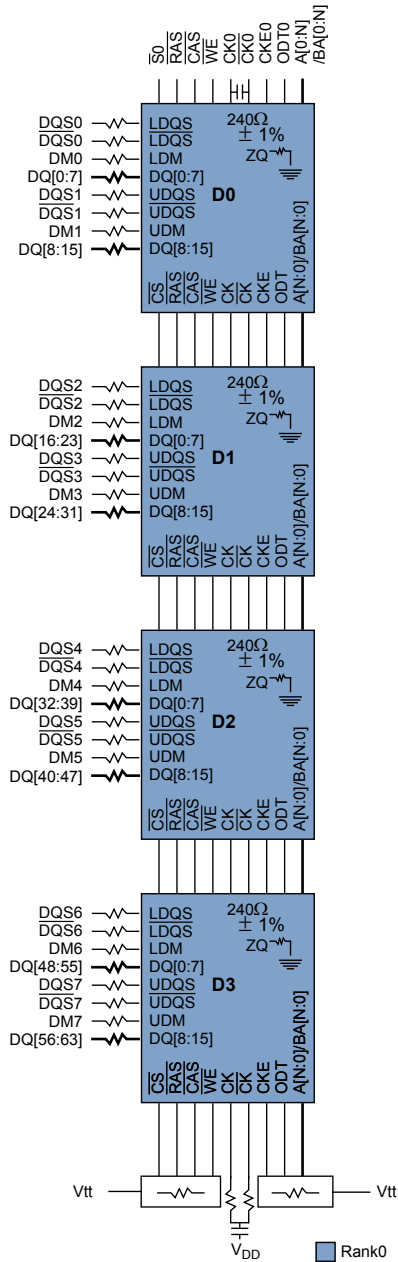 S0
RAS
CAS
WE
CK0
CK0
CKE0
ODT0
A[0:N]
/BA[0:N]
DQS0
DQS0
DM0
DQ[0:7]
DQS1
DQS1
DM1
DQ[8:15]
LDQS
LDQS
LDM
DQ[0:7]
UDQS
UDQS
UDM
DQ[8:15]
D0
240Ω
± 1%
ZQ
CS
RAS
CAS
WE
CK
CK
CKE
ODT
A[N:0]/BA[N:0]
DQS2
DQS2
DM2
DQ[16:23]
DQS3
DQS3
DM3
DQ[24:31]
LDQS
LDQS
LDM
DQ[0:7]
UDQS
UDQS
UDM
DQ[8:15]
D1
240Ω
± 1%
ZQ
CS
RAS
CAS
WE
CK
CK
CKE
ODT
A[N:0]/BA[N:0]
DQS4
DQS4
DM4
DQ[32:39]
DQS5
DQS5
DM5
DQ[40:47]
LDQS
LDQS
LDM
DQ[0:7]
UDQS
UDQS
UDM
DQ[8:15]
D2
240Ω
± 1%
ZQ
CS
RAS
CAS
WE
CK
CK
CKE
ODT
A[N:0]/BA[N:0]
DQS6
DQS6
DM6
DQ[48:55]
DQS7
DQS7
DM7
DQ[56:63]
LDQS
LDQS
LDM
DQ[0:7]
UDQS
UDQS
UDM
DQ[8:15]
D3
240Ω
± 1%
ZQ
CS
RAS
CAS
WE
CK
CK
CKE
ODT
A[N:0]/BA[N:0]
Vtt
Vtt
VDD
Rank0